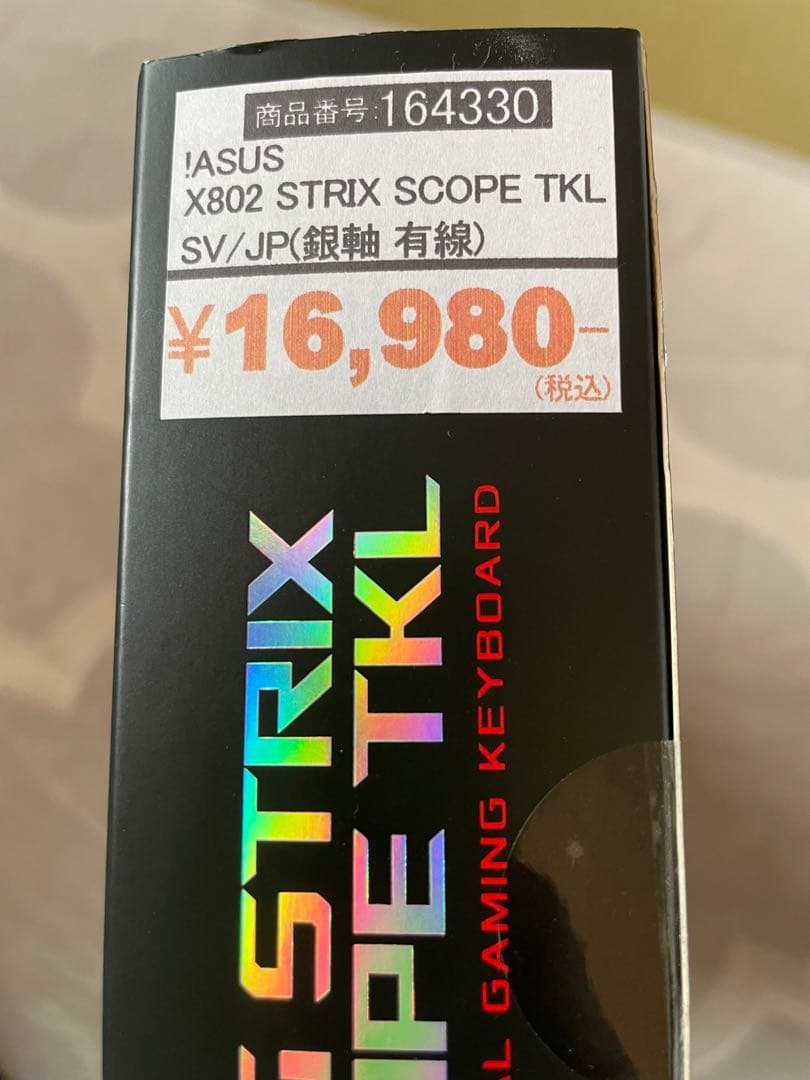 商品番号:164330
!ASUS
X802 STRIX SCOPE TKL
SV/JP(銀軸 有線)
¥16,980-
(税込)
STRIX
PE TKL
GAMING KEYBOARD